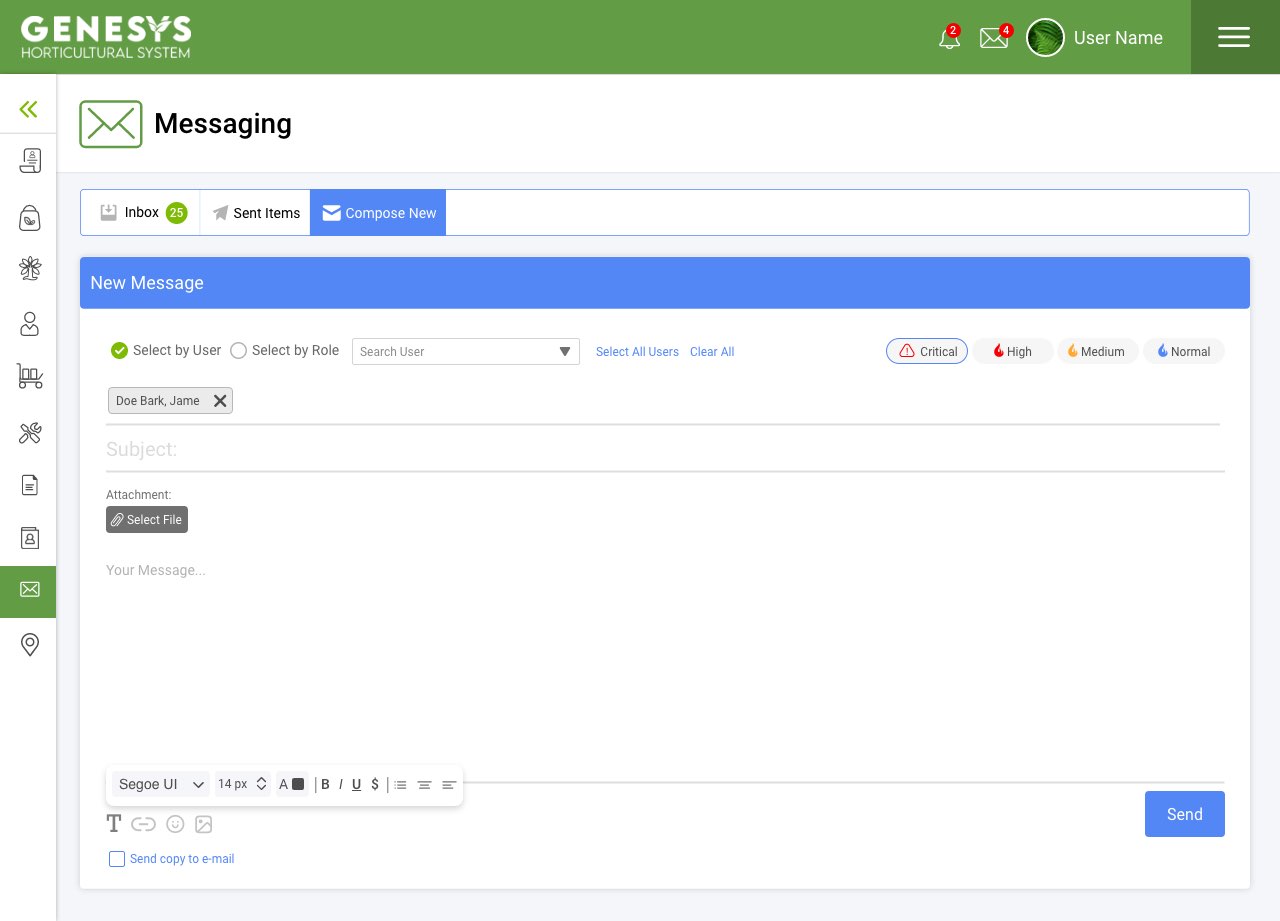 GENESYS
HORTICULTURAL SYSTEM
2
4
User Name
Messaging
Inbox 25
Sent Items
Compose New
New Message
Select by User
Select by Role
Search User
Select All Users
Clear All
Critical
High
Medium
Normal
Doe Bark, Jame
Subject:
Attachment:
Select File
Your Message...
Segoe UI
14 px
A
B
I
U
$
T
Send
Send copy to e-mail